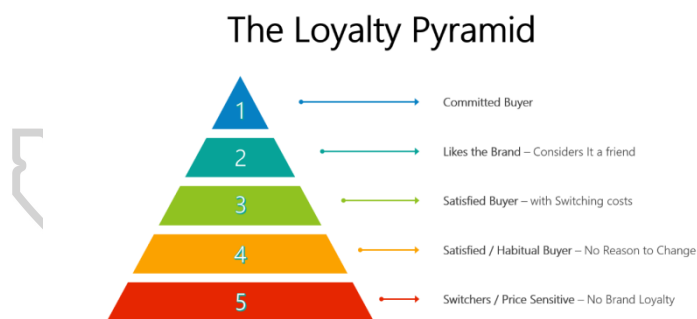 The Loyalty Pyramid
1
Committed Buyer
2
Likes the Brand – Considers It a friend
3
Satisfied Buyer – with Switching costs
4
Satisfied / Habitual Buyer – No Reason to Change
5
Switchers / Price Sensitive – No Brand Loyalty